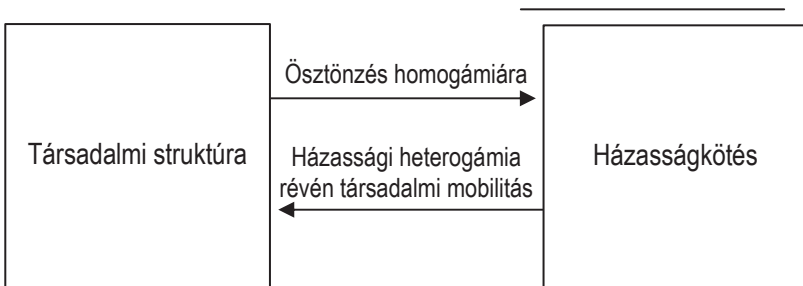 Ösztönzés homogámiára
Társadalmi struktúra
Házassági heterogámia
révén társadalmi mobilitás
Házasságkötés